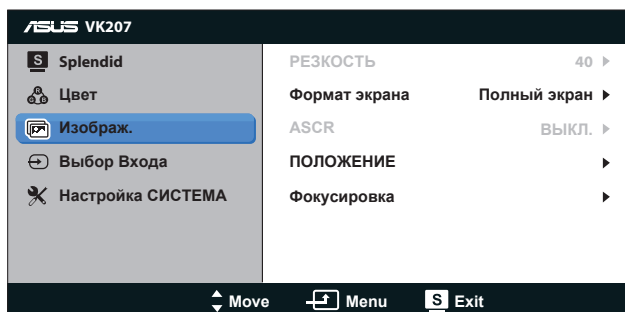 ASUS VK207
S Splendid
Цвет
Изображ.
Выбор Входа
Настройка СИСТЕМА
РЕЗКОСТЬ 40
Формат экрана Полный экран
ASCR ВЫКЛ.
ПОЛОЖЕНИЕ
Фокусировка
Move Menu S Exit